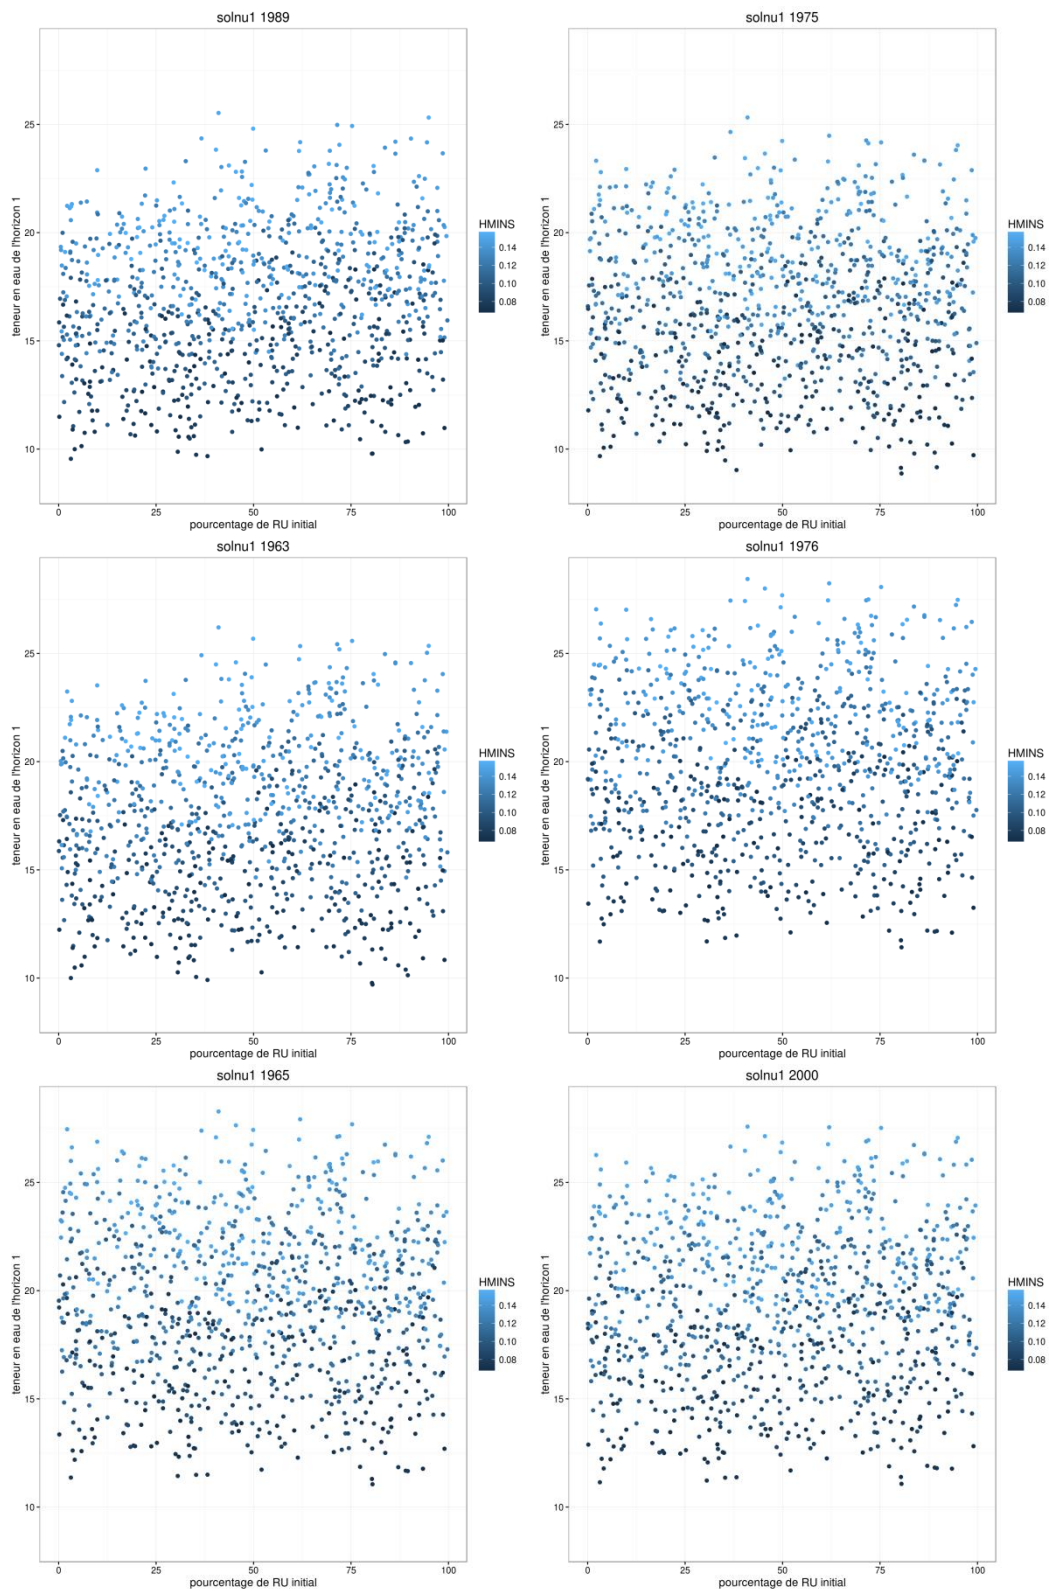 solnu1 1989
teneur en eau de l'horizon 1
25
20
15
10
0 25 50 75 100
pourcentage de RU initial
HMINS
0.14
0.12
0.10
0.08
solnu1 1975
teneur en eau de l'horizon 1
25
20
15
10
0 25 50 75 100
pourcentage de RU initial
HMINS
0.14
0.12
0.10
0.08
solnu1 1963
teneur en eau de l'horizon 1
25
20
15
10
0 25 50 75 100
pourcentage de RU initial
HMINS
0.14
0.12
0.10
0.08
solnu1 1976
teneur en eau de l'horizon 1
25
20
15
10
0 25 50 75 100
pourcentage de RU initial
HMINS
0.14
0.12
0.10
0.08
solnu1 1965
teneur en eau de l'horizon 1
25
20
15
10
0 25 50 75 100
pourcentage de RU initial
HMINS
0.14
0.12
0.10
0.08
solnu1 2000
teneur en eau de l'horizon 1
25
20
15
10
0 25 50 75 100
pourcentage de RU initial
HMINS
0.14
0.12
0.10
0.08